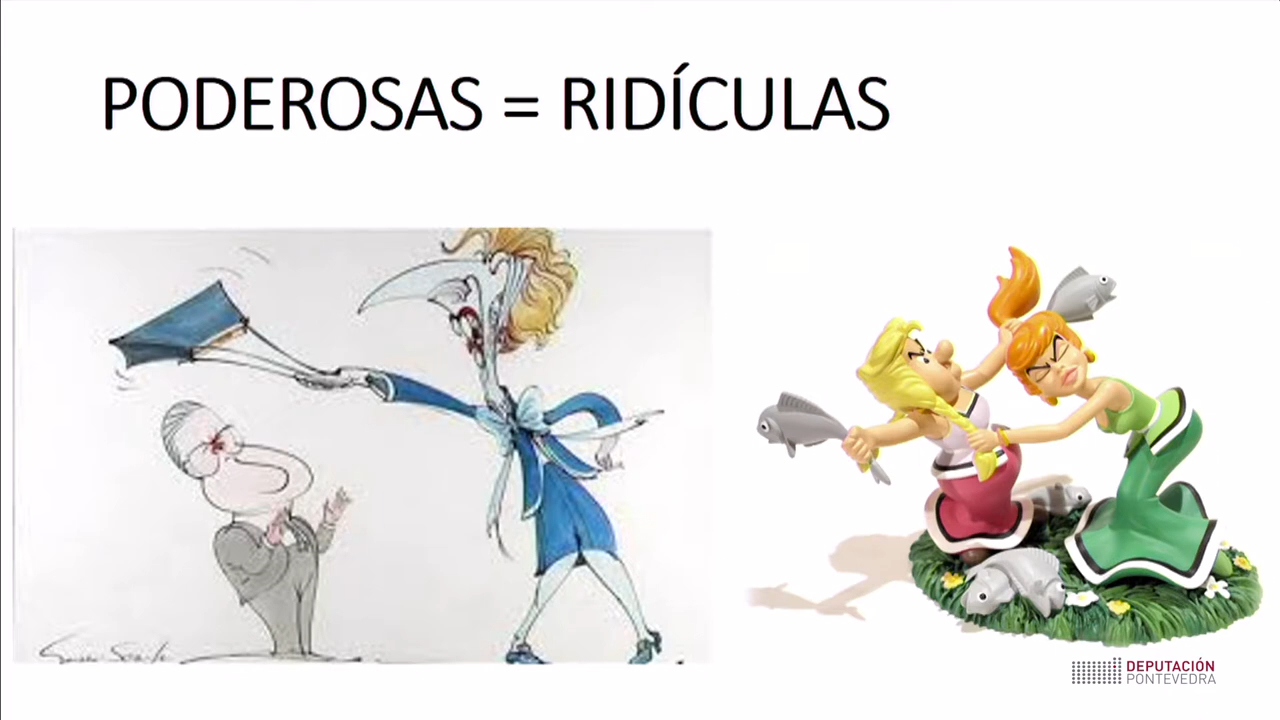 PODEROSAS = RIDÍCULAS
DEPUTACIÓN
PONTEVEDRA